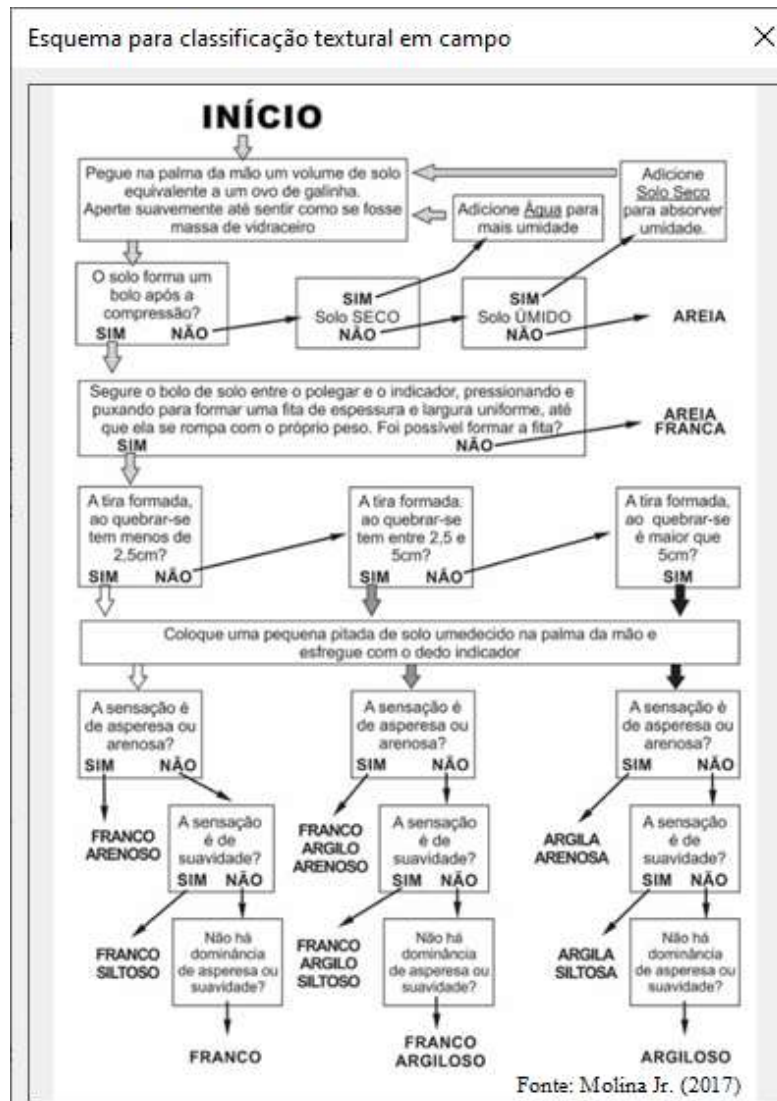 Esquema para classificação textural em campo
INÍCIO
Pegue na palma da mão um volume de solo
equivalente a um ovo de galinha.
Aperte suavemente até sentir como se fosse
massa de vidraceiro
Adicione Água para
mais umidade
Adicione
Solo Seco
para absorver
umidade.
O solo forma um
bolo após a
compressão?
SIM NÃO
SIM
Solo SECO
NÃO
SIM
Solo ÚMIDO
NÃO
AREIA
Segure o bolo de solo entre o polegar e o indicador, pressionando e
puxando para formar uma fita de espessura e largura uniforme, até
que ela se rompa com o próprio peso. Foi possível formar a fita?
SIM NÃO
AREIA
FRANCA
A tira formada,
ao quebrar-se
tem menos de
2,5cm?
SIM NÃO
A tira formada.
ao quebrar-se
tem entre 2,5 e
5cm?
SIM NÃO
A tira formada,
ao quebrar-se
é maior que
5cm?
SIM
Coloque uma pequena pitada de solo umedecido na palma da mão e
esfregue com o dedo indicador
A sensação é
de asperesa ou
arenosa?
SIM NÃO
A sensação é
de asperesa ou
arenosa?
SIM NÃO
A sensação é
de asperesa ou
arenosa?
SIM NÃO
FRANCO
ARENOSO
A sensação
é de
suavidade?
SIM NÃO
FRANCO
ARGILO
ARENOSO
A sensação
é de
suavidade?
SIM NÃO
ARGILA
ARENOSA
A sensação
é de
suavidade?
SIM NÃO
FRANCO
SILTOSO
Não há
dominância
de asperesa ou
suavidade?
FRANCO
ARGILO
SILTOSO
Não há
dominância
de asperesa ou
suavidade?
ARGILA
SILTOSA
Não há
dominância
de asperesa ou
suavidade?
FRANCO
FRANCO
ARGILOSO
ARGILOSO
Fonte: Molina Jr. (2017)